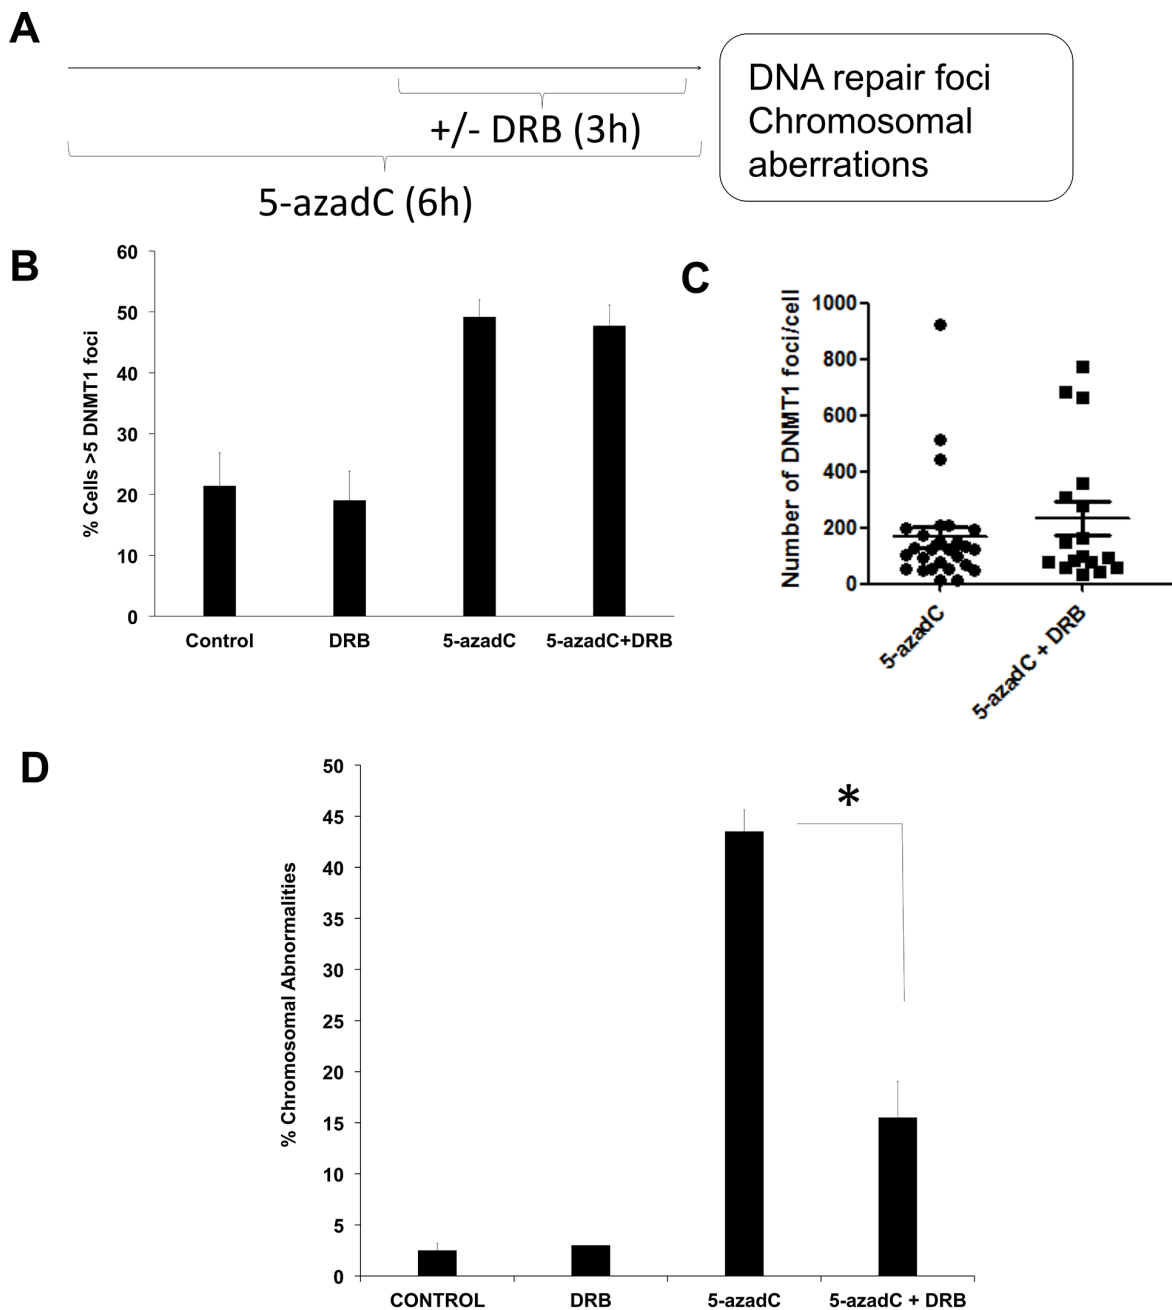 A
DNA repair foci
Chromosomal
aberrations
+/- DRB (3h)
5-azadC (6h)
B
% Cells >5 DNMT1 foci
60
50
40
30
20
10
0
Control
DRB
5-azadC
5-azadC+DRB
C
Number of DNMT1 foci/cell
1000
800
600
400
200
0
5-azadC
5-azadC + DRB
D
% Chromosomal Abnormalities
50
45
40
35
30
25
20
15
10
5
0
*
CONTROL
DRB
5-azadC
5-azadC + DRB